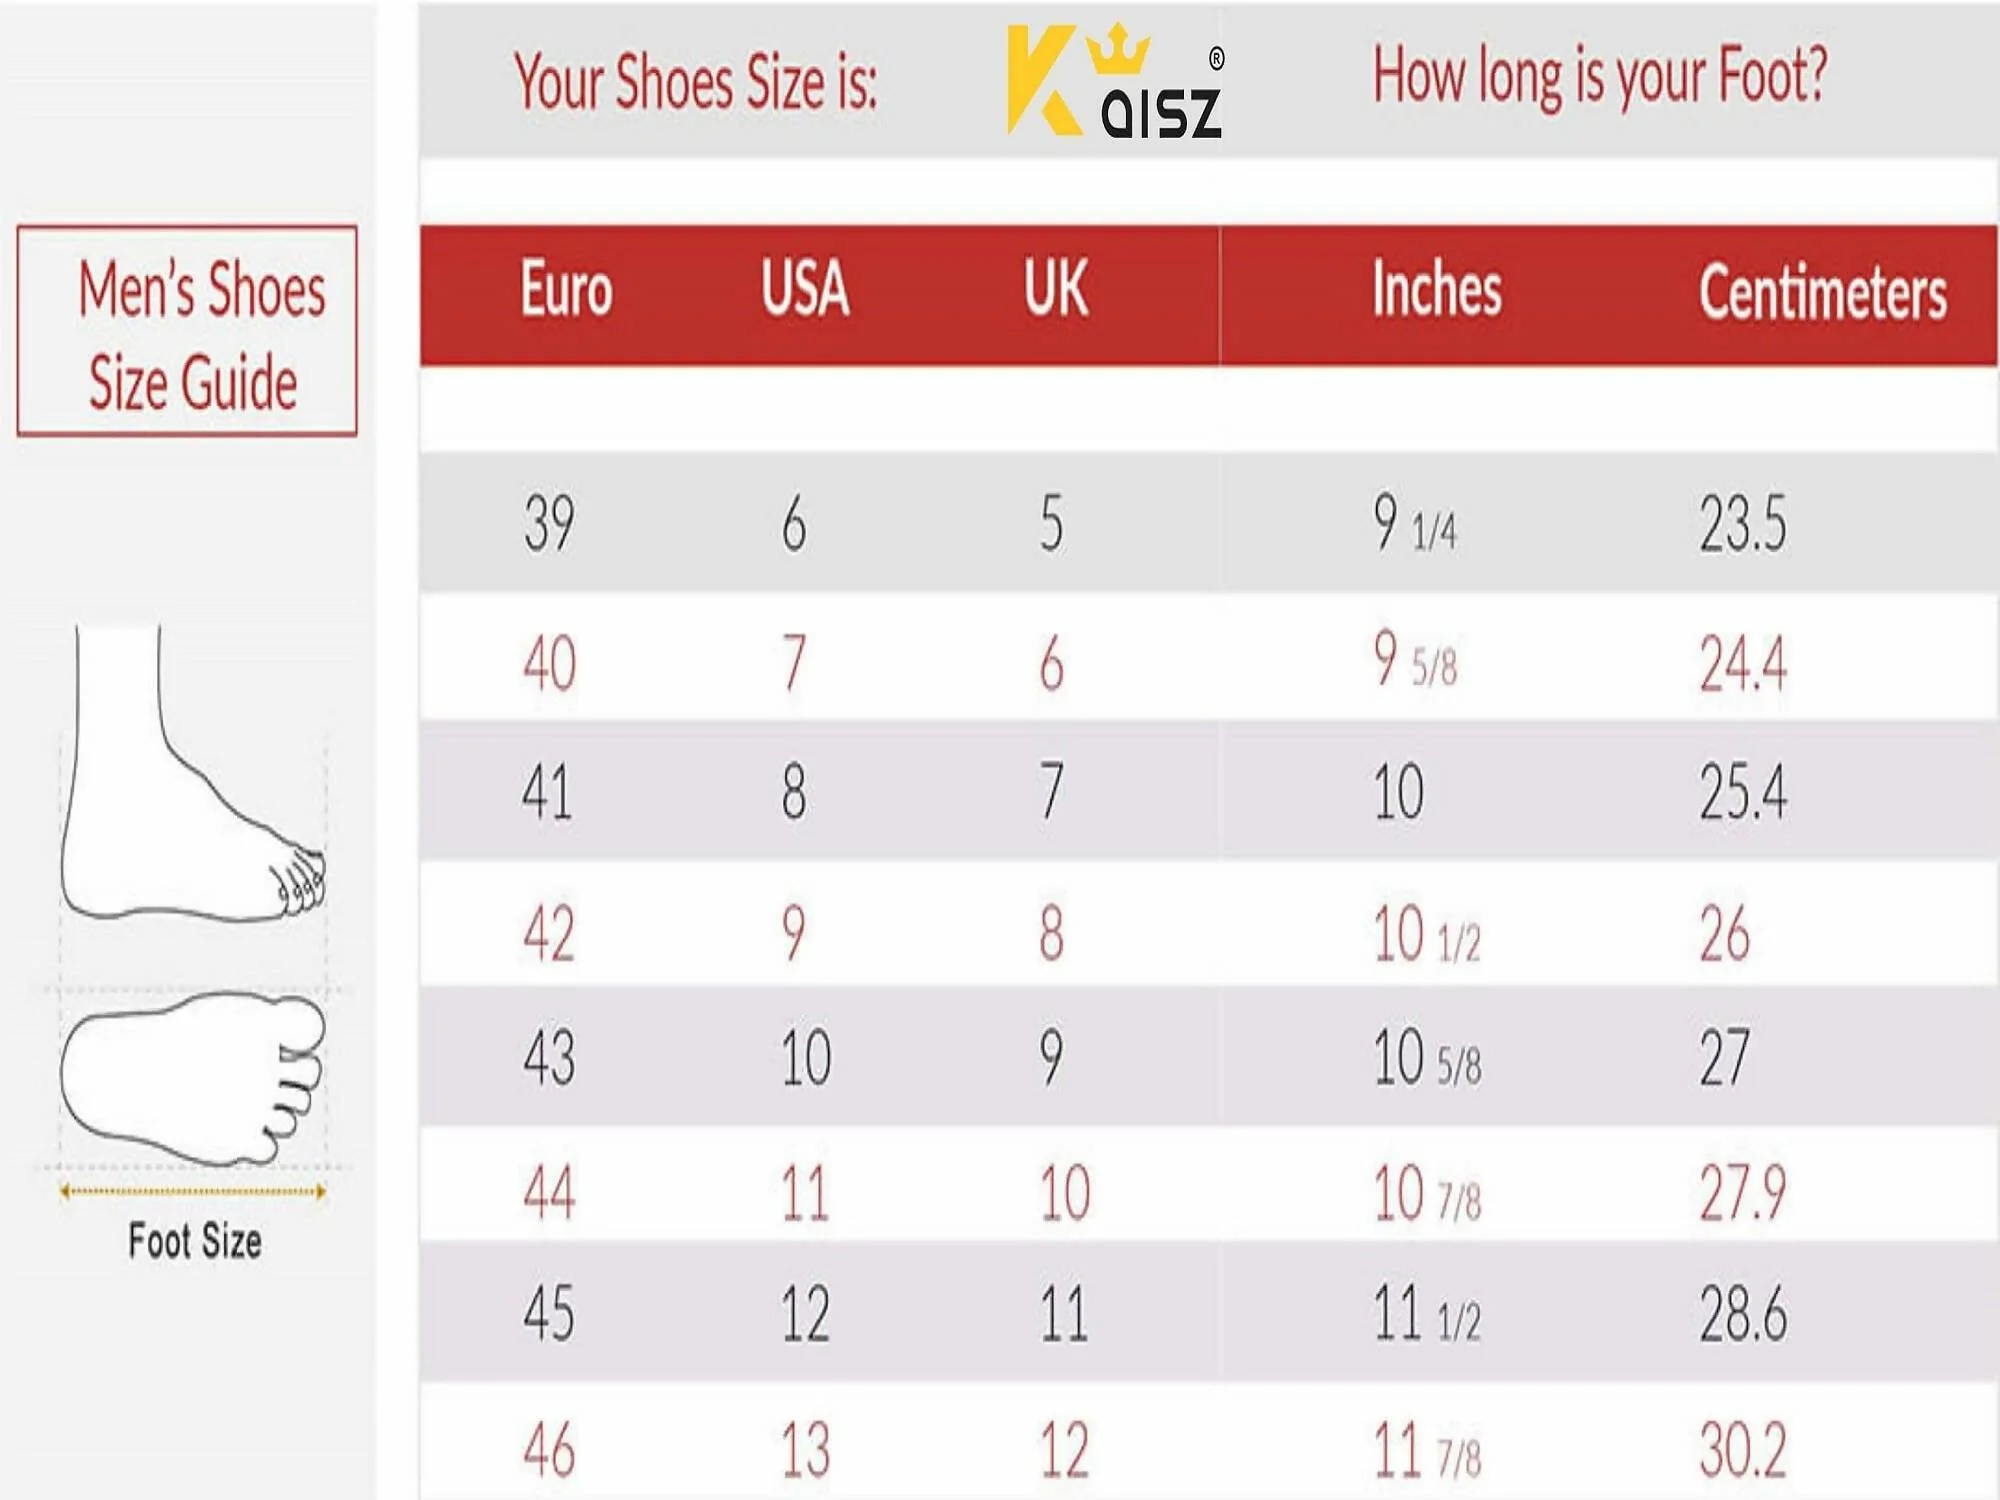 Your Shoes Size is:
Kaisz®
How long is your Foot?
Men's Shoes
Size Guide
Euro USA UK Inches Centimeters
39 6 5 9 1/4 23.5
40 7 6 9 5/8 24.4
41 8 7 10 25.4
42 9 8 10 1/2 26
43 10 9 10 5/8 27
44 11 10 10 7/8 27.9
45 12 11 11 1/2 28.6
46 13 12 11 7/8 30.2
Foot Size